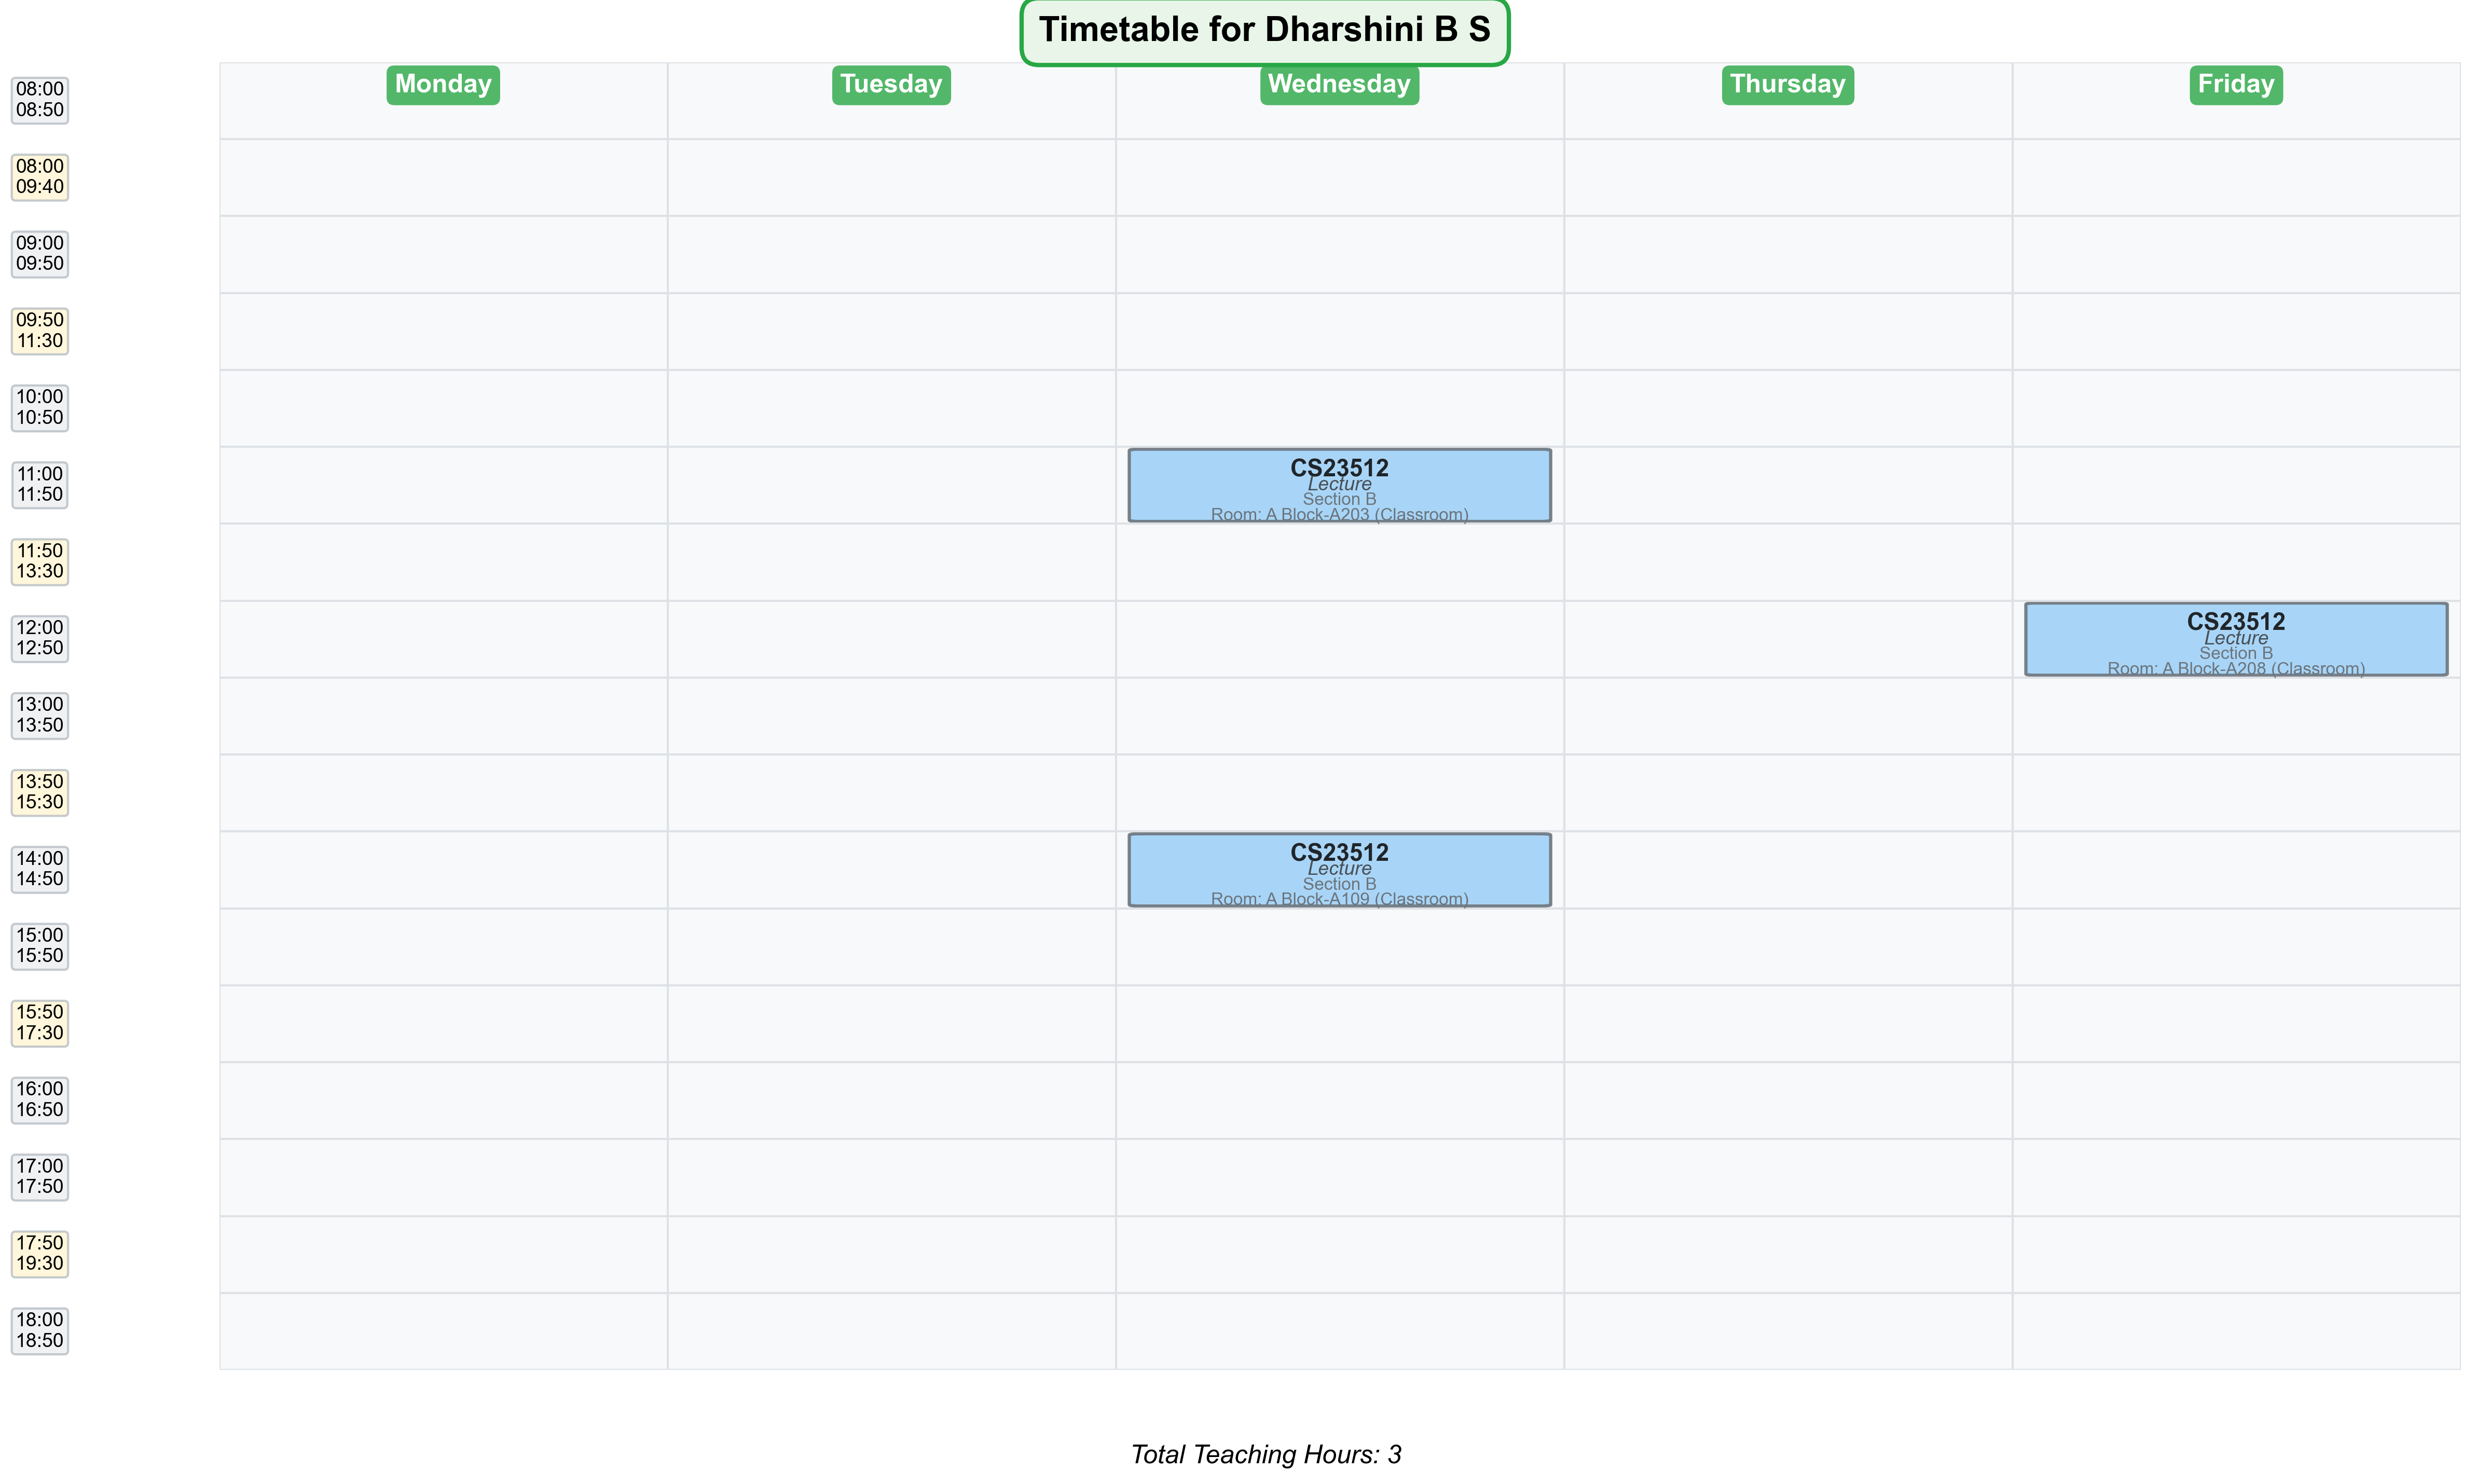 Timetable for Dharshini B S
Monday Tuesday Wednesday Thursday Friday
08:00
08:50
08:00
09:40
09:00
09:50
09:50
11:30
10:00
10:50
11:00
11:50
CS23512
Lecture
Section B
Room: A Block-A203 (Classroom)
11:50
13:30
12:00
12:50
CS23512
Lecture
Section B
Room: A Block-A208 (Classroom)
13:00
13:50
13:50
15:30
14:00
14:50
CS23512
Lecture
Section B
Room: A Block-A109 (Classroom)
15:00
15:50
15:50
17:30
16:00
16:50
17:00
17:50
17:50
19:30
18:00
18:50
Total Teaching Hours: 3